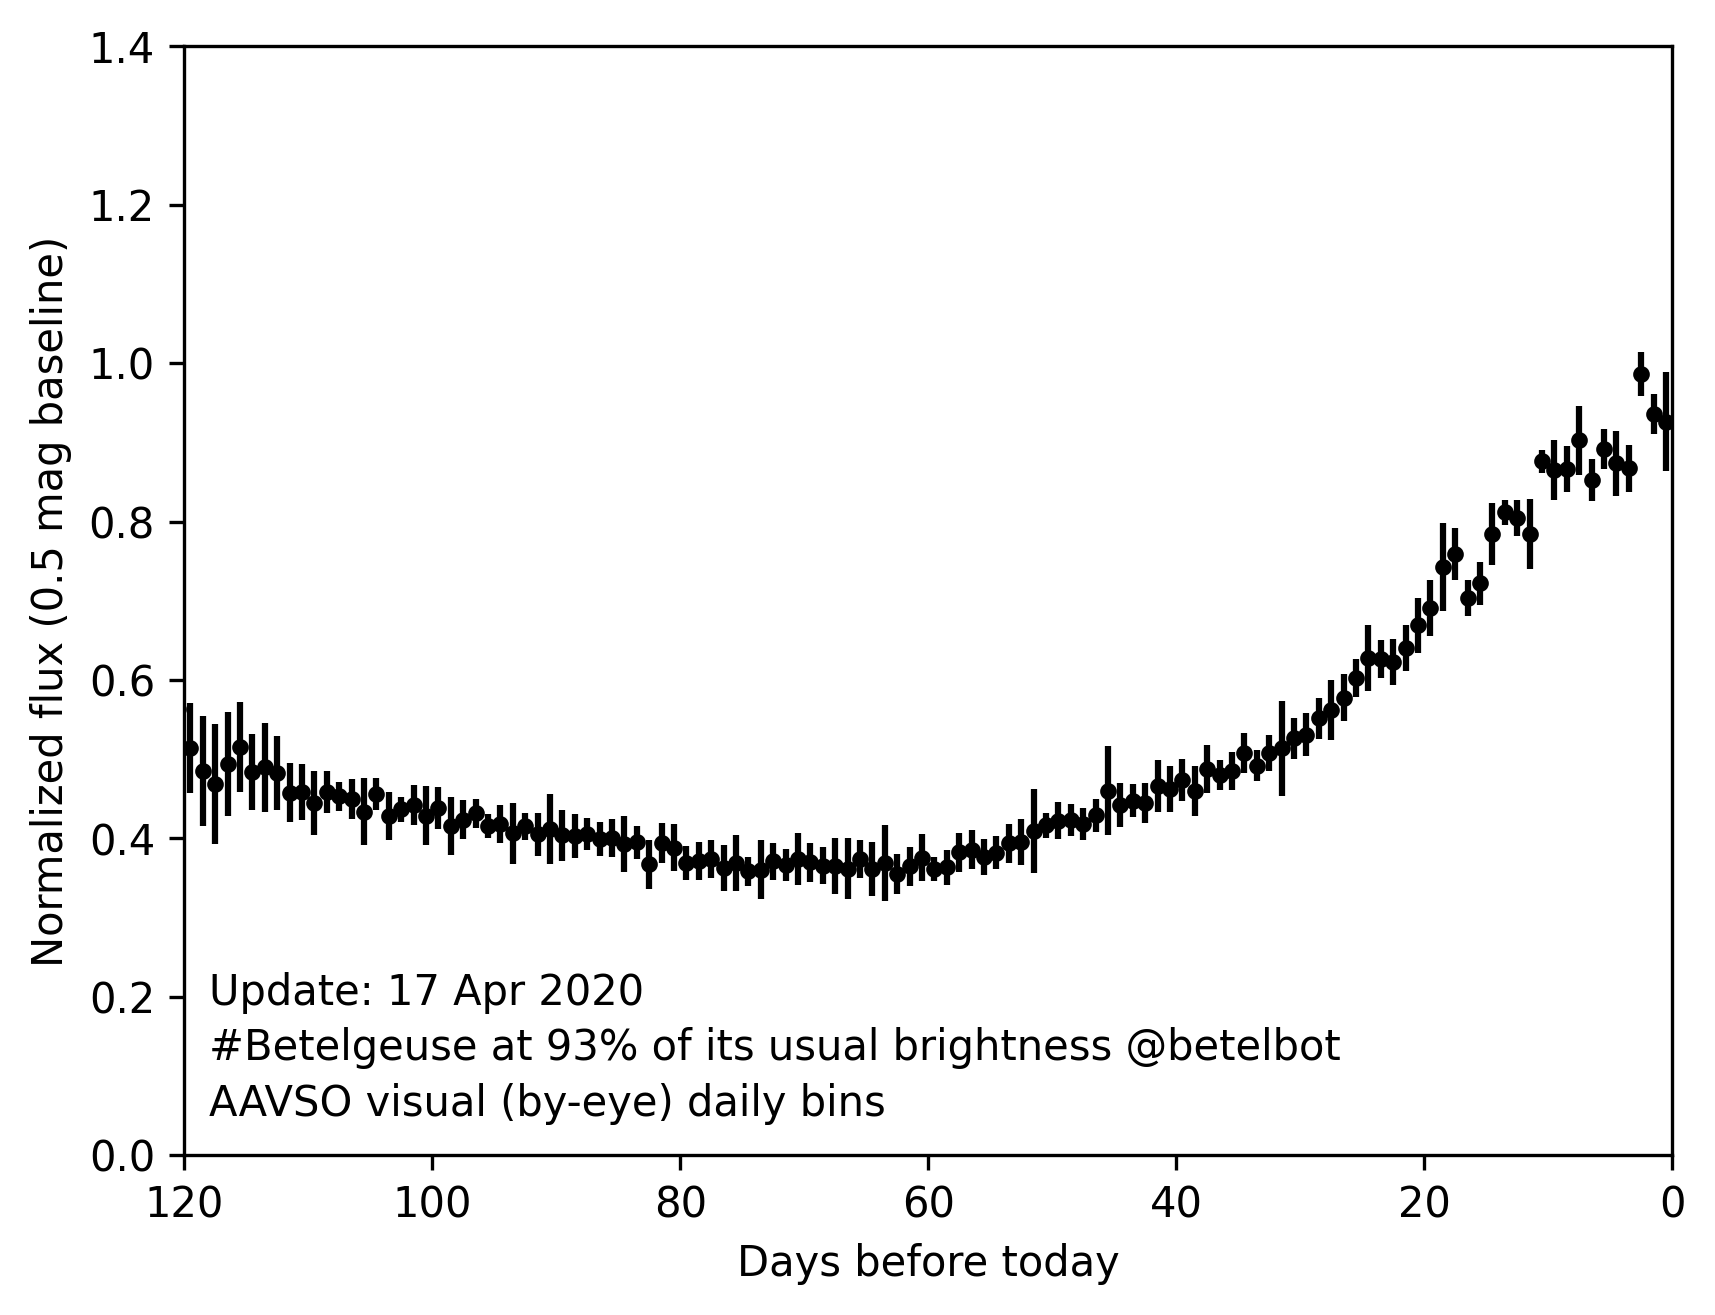 1.4
1.2
1.0
0.8
0.6
0.4
0.2
0.0
Normalized flux (0.5 mag baseline)
Update: 17 Apr 2020
#Betelgeuse at 93% of its usual brightness @betelbot
AAVSO visual (by-eye) daily bins
120 100 80 60 40 20 0
Days before today